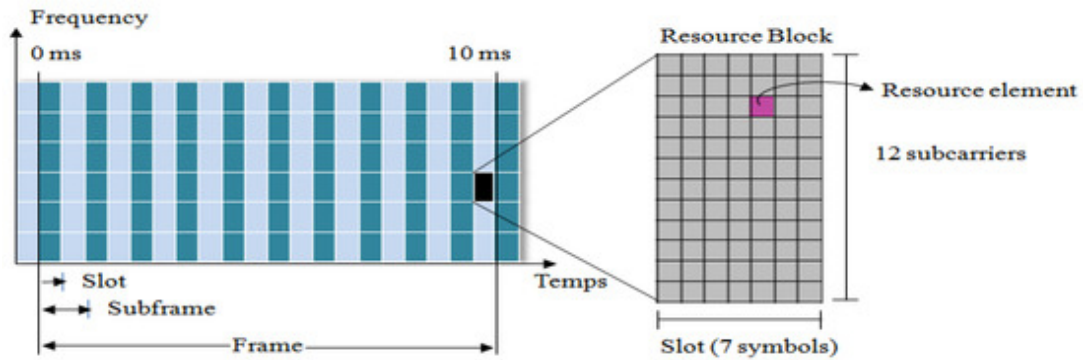 Frequency
0 ms
10 ms
Resource Block
Resource element
12 subcarriers
Temps
Slot
Subframe
Frame
Slot (7 symbols)